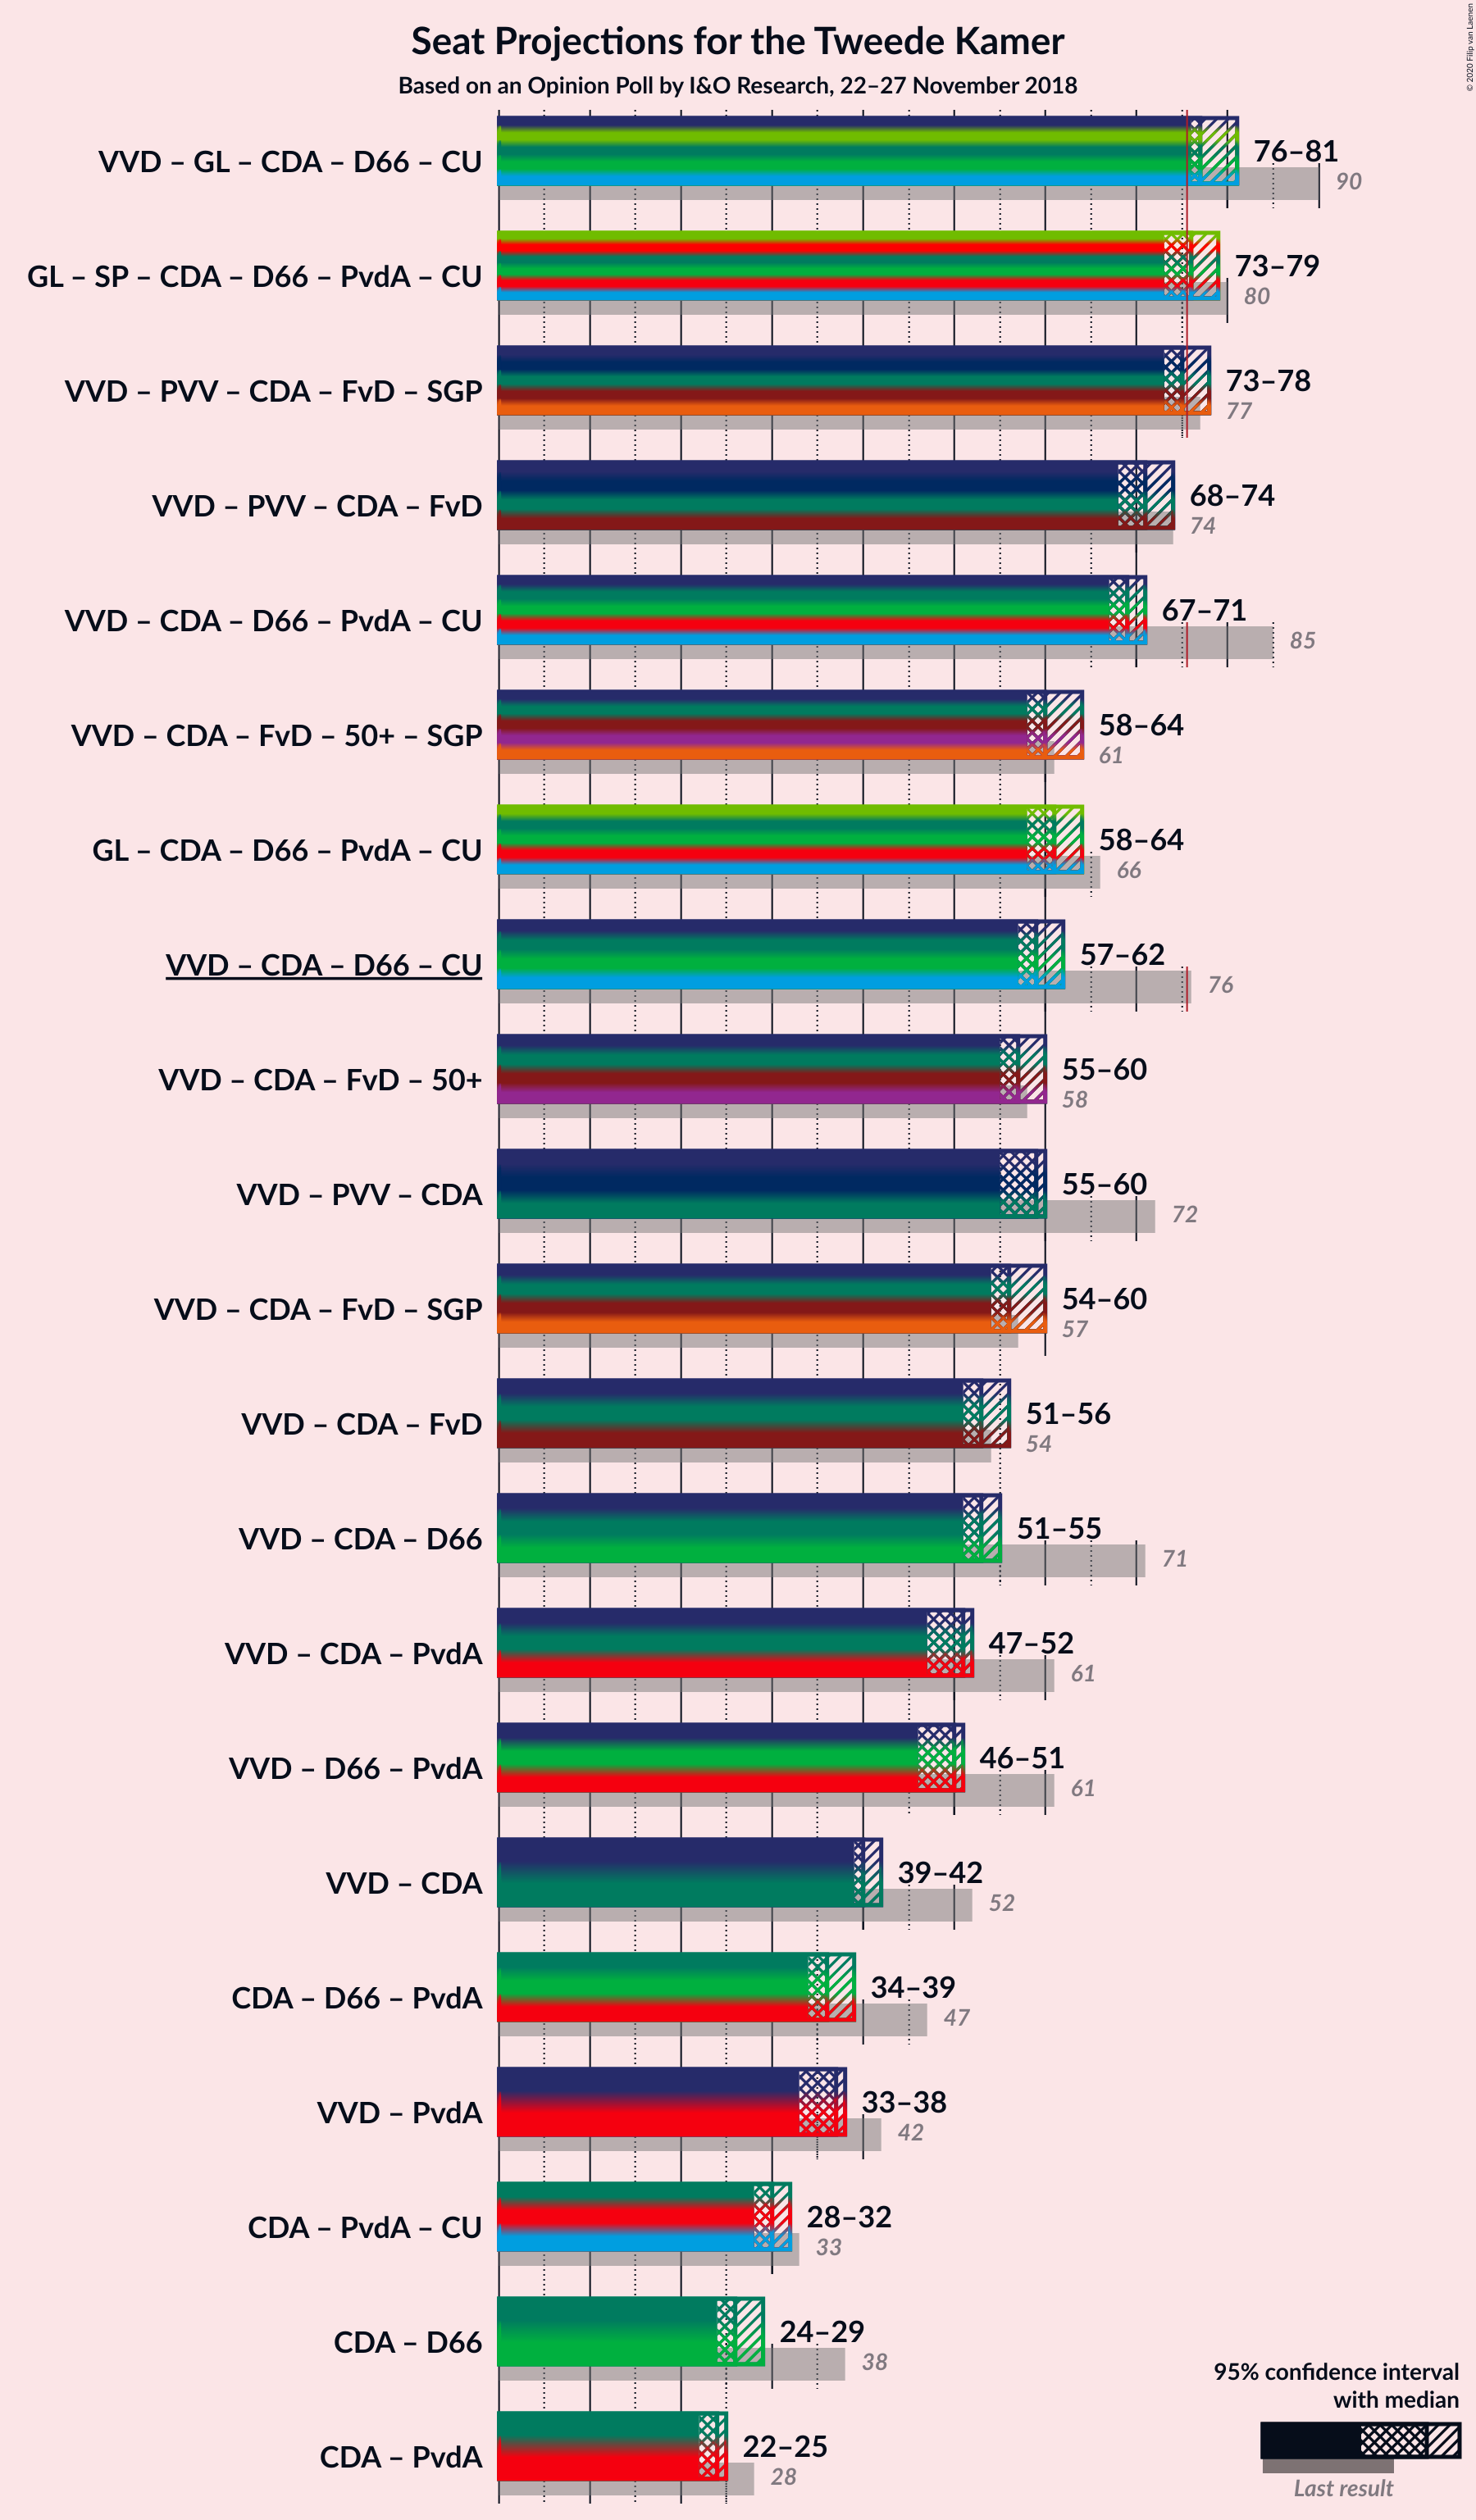 © 2020 Filip van Laenen
Seat Projections for the Tweede Kamer
Based on an Opinion Poll by I&O Research, 22–27 November 2018
VVD – GL – CDA – D66 – CU
76–81
90
GL – SP – CDA – D66 – PvdA – CU
73–79
80
VVD – PVV – CDA – FvD – SGP
73–78
77
VVD – PVV – CDA – FvD
68–74
74
VVD – CDA – D66 – PvdA – CU
67–71
85
VVD – CDA – FvD – 50+ – SGP
58–64
61
GL – CDA – D66 – PvdA – CU
58–64
66
VVD – CDA – D66 – CU
57–62
76
VVD – CDA – FvD – 50+
55–60
58
VVD – PVV – CDA
55–60
72
VVD – CDA – FvD – SGP
54–60
57
VVD – CDA – FvD
51–56
54
VVD – CDA – D66
51–55
71
VVD – CDA – PvdA
47–52
61
VVD – D66 – PvdA
46–51
61
VVD – CDA
39–42
52
CDA – D66 – PvdA
34–39
47
VVD – PvdA
33–38
42
CDA – PvdA – CU
28–32
33
CDA – D66
24–29
38
CDA – PvdA
22–25
28
95% confidence interval
with median
Last result